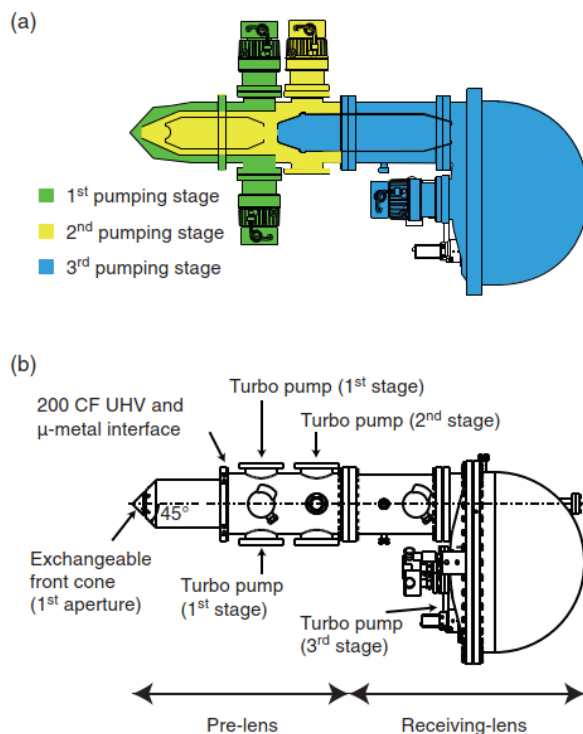 (a)
1st pumping stage
2nd pumping stage
3rd pumping stage
(b)
Turbo pump (1st stage)
200 CF UHV and
μ-metal interface
Turbo pump (2nd stage)
45°
Exchangeable
front cone
(1st aperture)
Turbo pump
(1st stage)
Turbo pump
(3rd stage)
Pre-lens
Receiving-lens